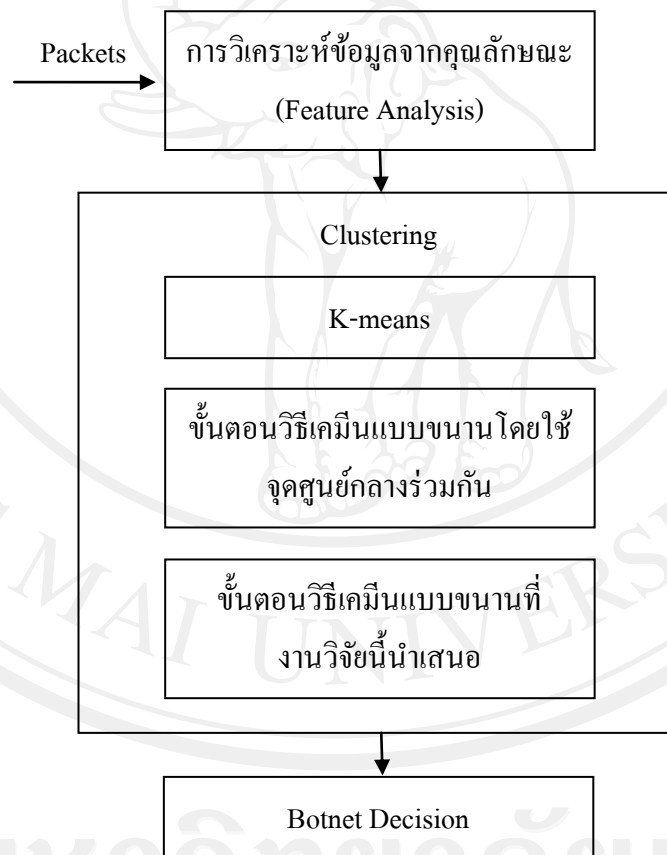 Packets
การวิเคราะห์ข้อมูลจากคุณลักษณะ
(Feature Analysis)
Clustering
K-means
ขั้นตอนวิธีเคมีนแบบขนานโดยใช้
จุดศูนย์กลางร่วมกัน
ขั้นตอนวิธีเคมีนแบบขนานที่
งานวิจัยนี้นำเสนอ
MAI UNIVERS
Botnet Decision